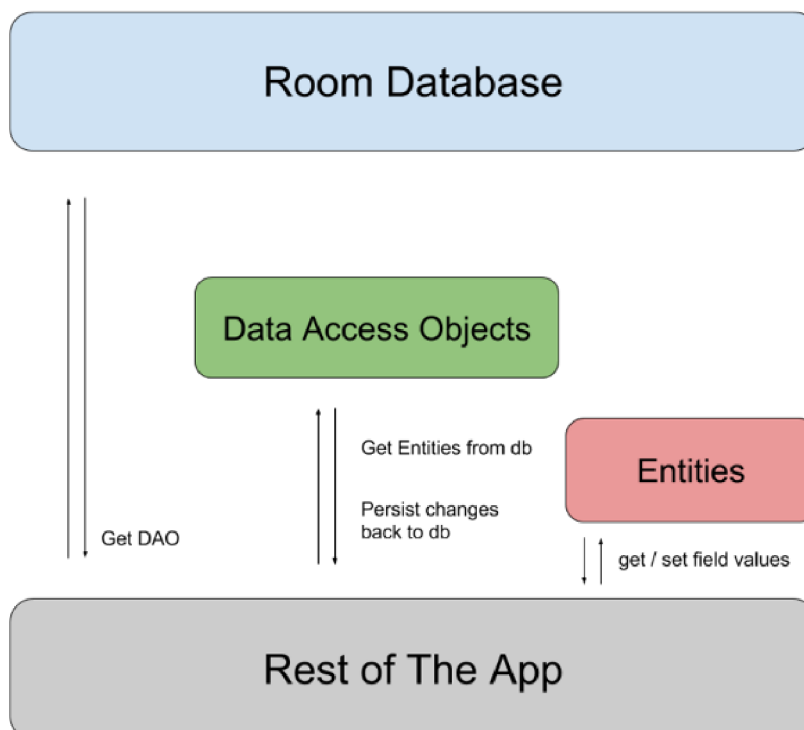 Room Database
Data Access Objects
Get Entities from db
Entities
Persist changes
back to db
Get DAO
get / set field values
Rest of The App